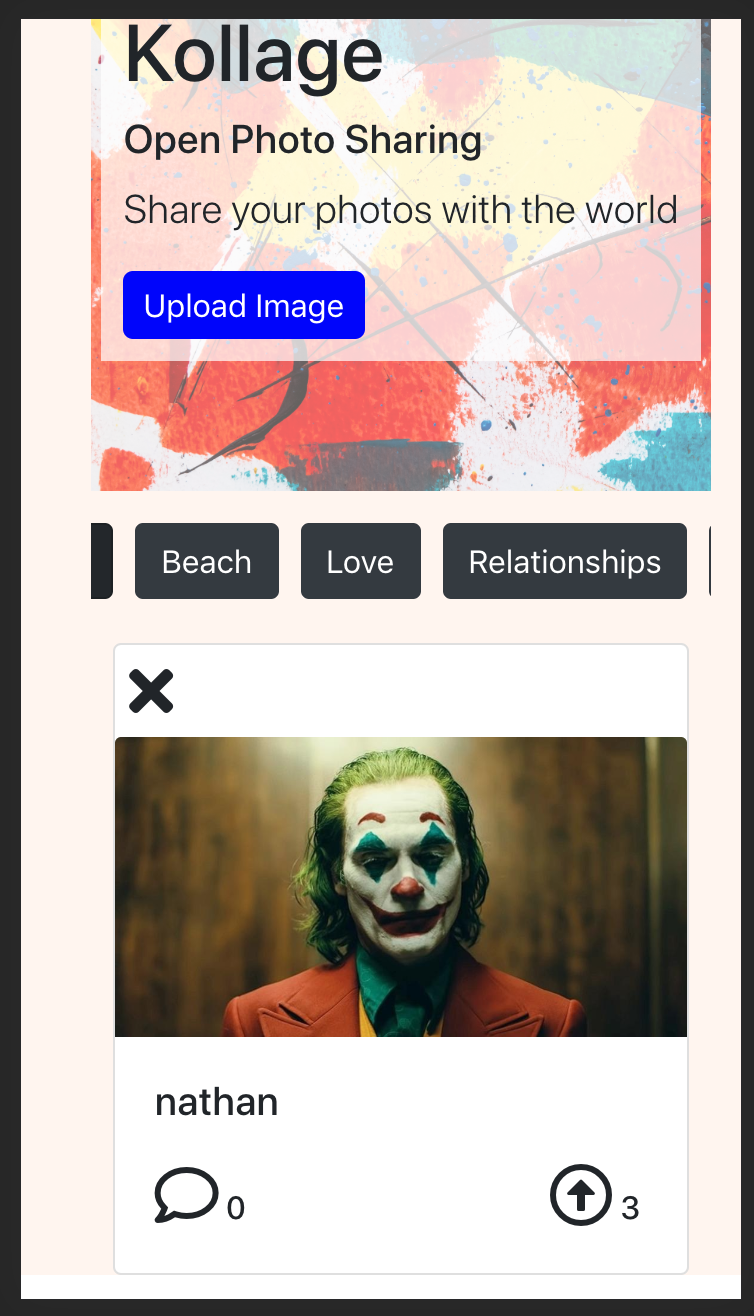 Kollage
Open Photo Sharing
Share your photos with the world
Upload Image
Beach Love Relationships
nathan
0 3